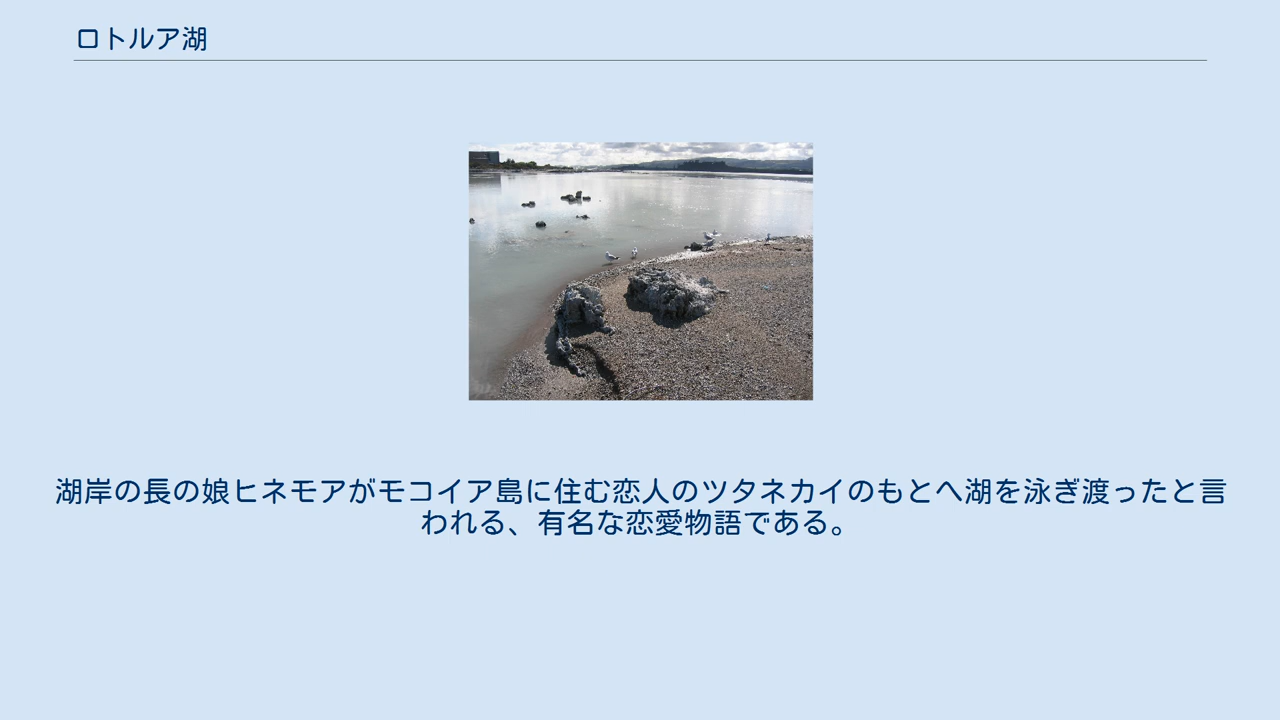 ロトルア湖
湖岸の長の娘ヒネモアがモコイア島に住む恋人のツタネカイのもとへ湖を泳ぎ渡ったと言
われる、有名な恋愛物語である。